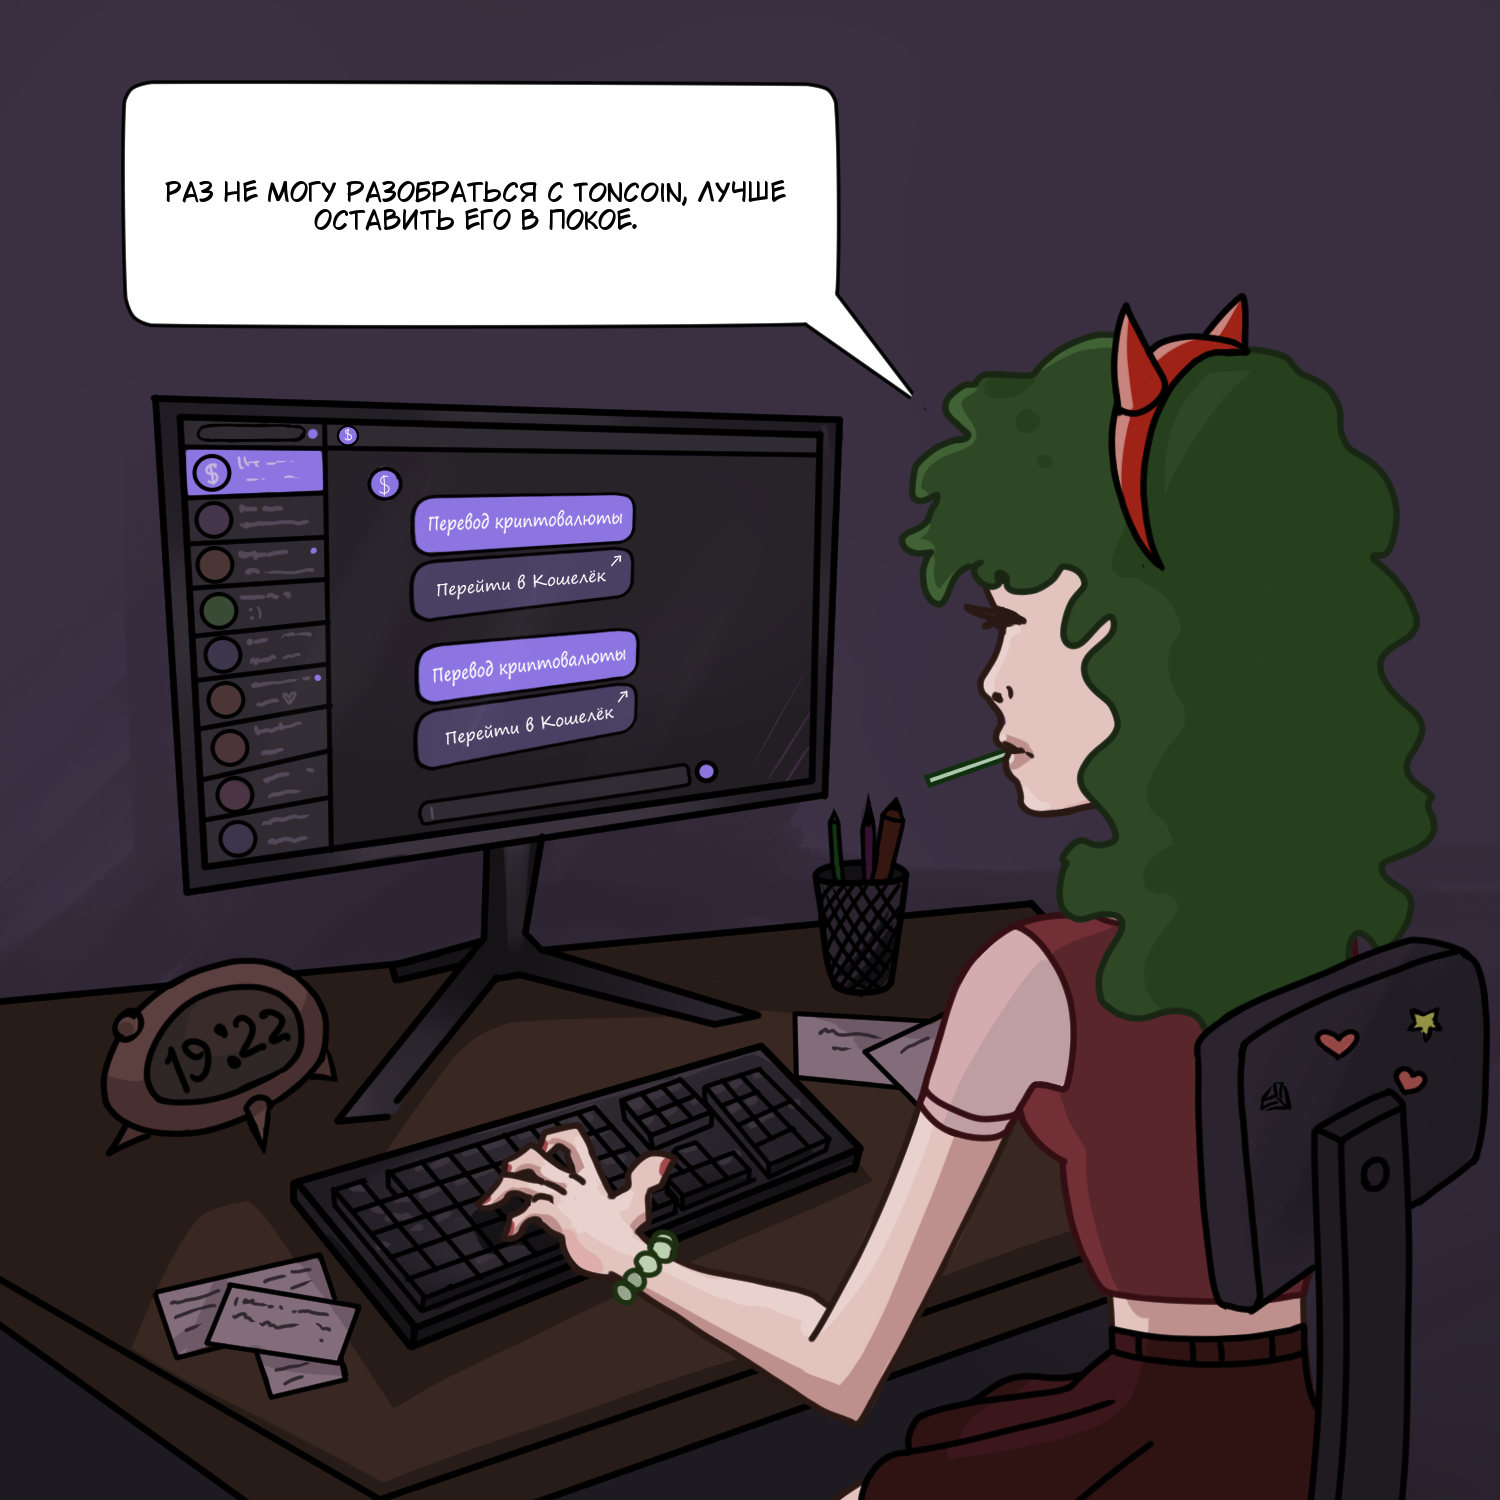 РАЗ НЕ МОГУ РАЗОБРАТЬСЯ С TONCOIN, ЛУЧШЕ
ОСТАВИТЬ ЕГО В ПОКОЕ.
$
$
$
Перевод криптовалюты
Перейти в Кошелёк
:)
Перевод криптовалюты
Перейти в Кошелёк
19:22